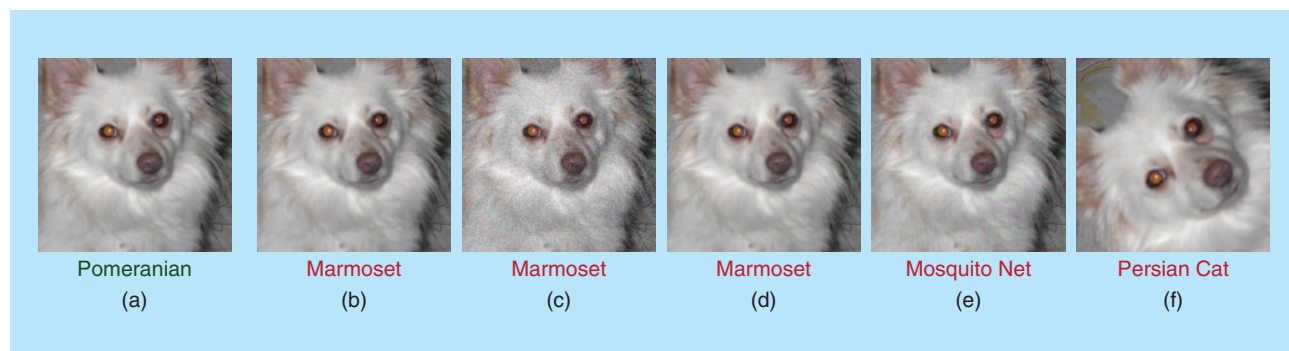 Pomeranian Marmoset Marmoset Marmoset Mosquito Net Persian Cat
(a) (b) (c) (d) (e) (f)